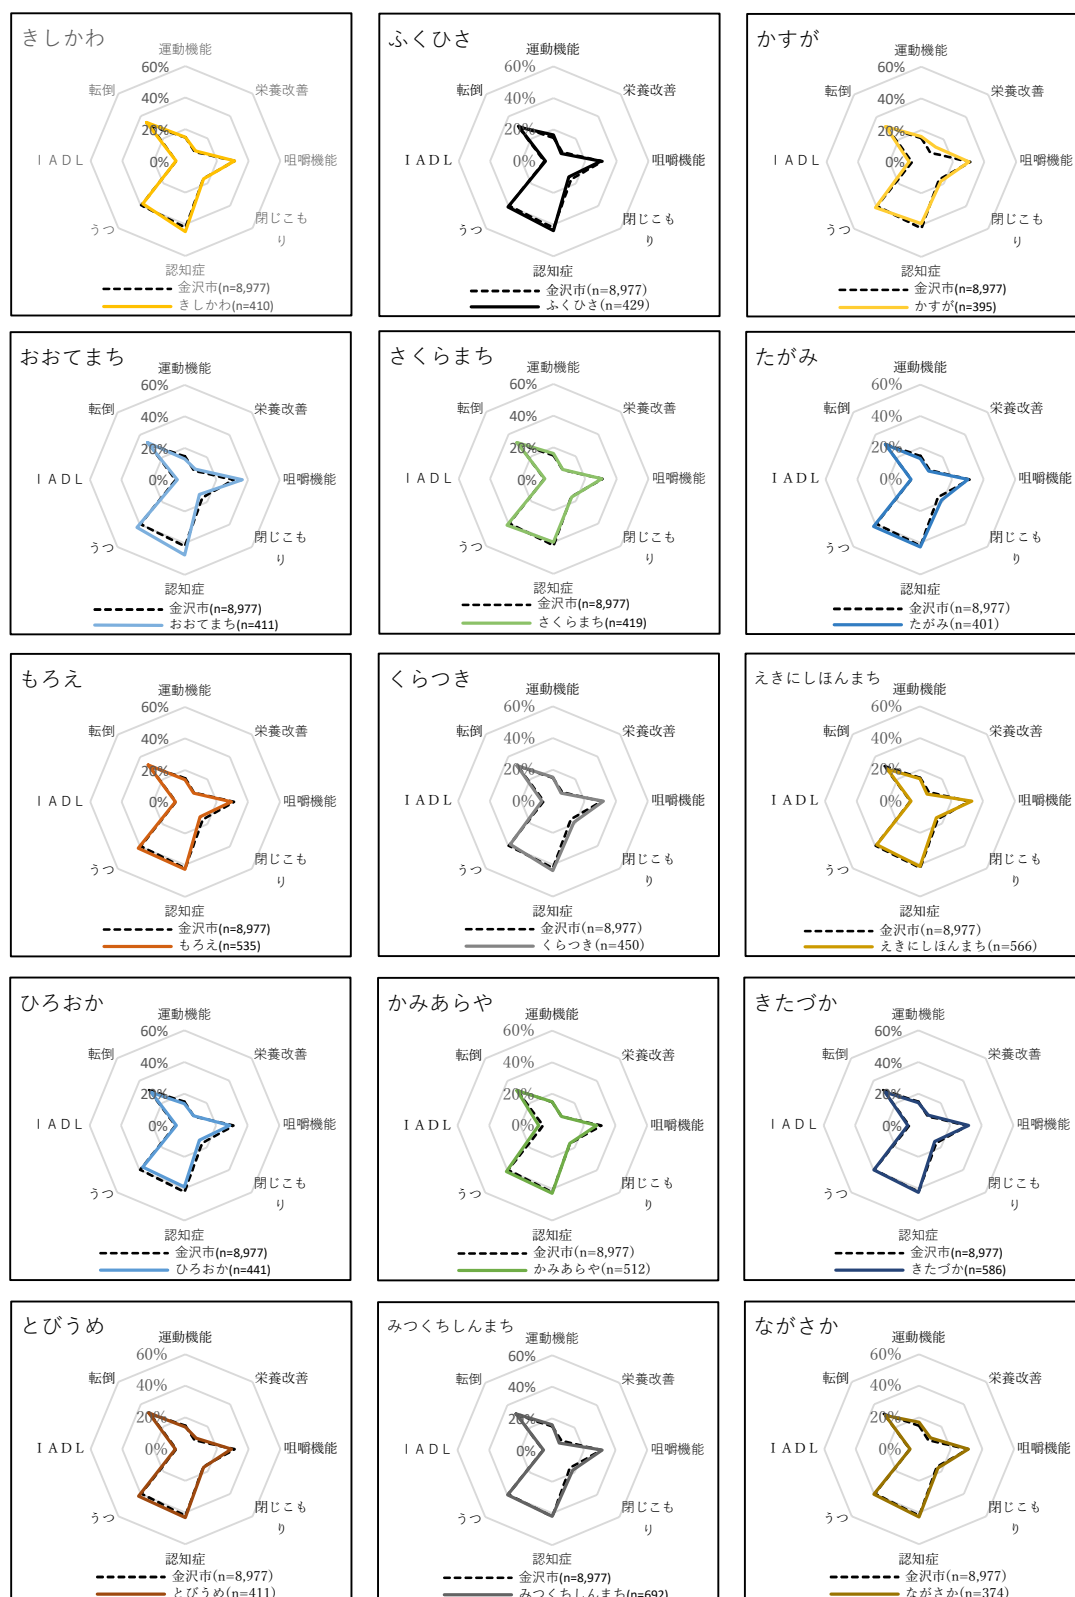 きしかわ
運動機能
60%
転倒
栄養改善
40%
20%
ＩＡＤＬ
0%
咀嚼機能
うつ
閉じこも
り
認知症
金沢市(n=8,977)
きしかわ(n=410)
ふくひさ
運動機能
60%
転倒
栄養改善
40%
20%
ＩＡＤＬ
0%
咀嚼機能
うつ
閉じこも
り
認知症
金沢市(n=8,977)
ふくひさ(n=429)
かすが
運動機能
60%
転倒
栄養改善
40%
20%
ＩＡＤＬ
0%
咀嚼機能
うつ
閉じこも
り
認知症
金沢市(n=8,977)
かすが(n=395)
おおてまち
運動機能
60%
転倒
栄養改善
40%
20%
ＩＡＤＬ
0%
咀嚼機能
うつ
閉じこも
り
認知症
金沢市(n=8,977)
おおてまち(n=411)
さくらまち
運動機能
60%
転倒
栄養改善
40%
20%
ＩＡＤＬ
0%
咀嚼機能
うつ
閉じこも
り
認知症
金沢市(n=8,977)
さくらまち(n=419)
たがみ
運動機能
60%
転倒
栄養改善
40%
20%
ＩＡＤＬ
0%
咀嚼機能
うつ
閉じこも
り
認知症
金沢市(n=8,977)
たがみ(n=401)
もろえ
運動機能
60%
転倒
栄養改善
40%
20%
ＩＡＤＬ
0%
咀嚼機能
うつ
閉じこも
り
認知症
金沢市(n=8,977)
もろえ(n=535)
くらつき
運動機能
60%
転倒
栄養改善
40%
20%
ＩＡＤＬ
0%
咀嚼機能
うつ
閉じこも
り
認知症
金沢市(n=8,977)
くらつき(n=450)
えきにしほんまち
運動機能
60%
転倒
栄養改善
40%
20%
ＩＡＤＬ
0%
咀嚼機能
うつ
閉じこも
り
認知症
金沢市(n=8,977)
えきにしほんまち(n=566)
ひろおか
運動機能
60%
転倒
栄養改善
40%
20%
ＩＡＤＬ
0%
咀嚼機能
うつ
閉じこも
り
認知症
金沢市(n=8,977)
ひろおか(n=441)
かみあらや
運動機能
60%
転倒
栄養改善
40%
20%
ＩＡＤＬ
0%
咀嚼機能
うつ
閉じこも
り
認知症
金沢市(n=8,977)
かみあらや(n=512)
きたづか
運動機能
60%
転倒
栄養改善
40%
20%
ＩＡＤＬ
0%
咀嚼機能
うつ
閉じこも
り
認知症
金沢市(n=8,977)
きたづか(n=586)
とびうめ
運動機能
60%
転倒
栄養改善
40%
20%
ＩＡＤＬ
0%
咀嚼機能
うつ
閉じこも
り
認知症
金沢市(n=8,977)
とびうめ(n=411)
みつくちしんまち
運動機能
60%
転倒
栄養改善
40%
20%
ＩＡＤＬ
0%
咀嚼機能
うつ
閉じこも
り
認知症
金沢市(n=8,977)
みつくちしんまち(n=692)
ながさか
運動機能
60%
転倒
栄養改善
40%
20%
ＩＡＤＬ
0%
咀嚼機能
うつ
閉じこも
り
認知症
金沢市(n=8,977)
ながさか(n=374)